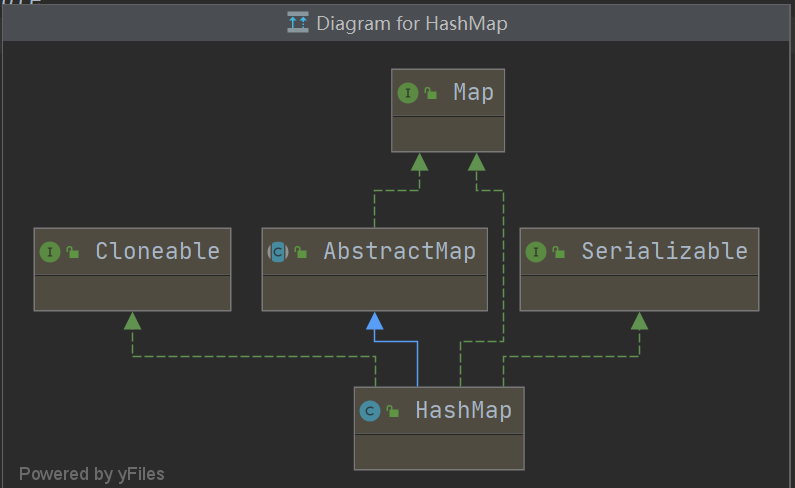 Diagram for HashMap
I Map
I Cloneable
C AbstractMap
I Serializable
C HashMap
Powered by yFiles